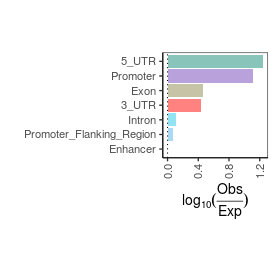 5_UTR
Promoter
Exon
3_UTR
Intron
Promoter_Flanking_Region
Enhancer
0.0 0.4 0.8 1.2
log10(Obs/Exp)